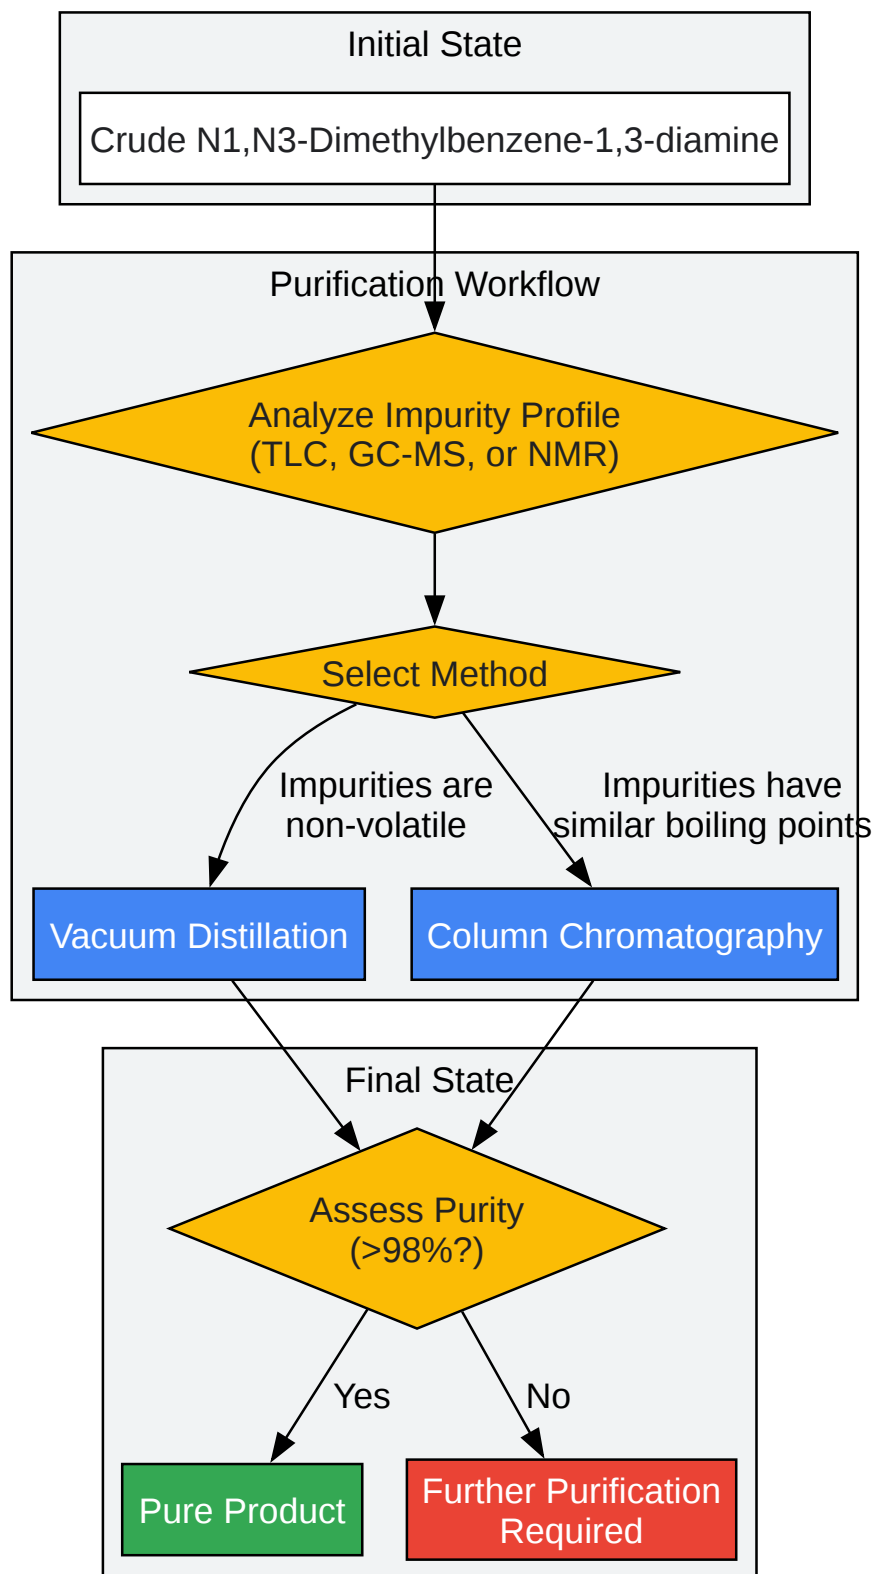 Initial State
Crude N1,N3-Dimethylbenzene-1,3-diamine
Purification Workflow
Analyze Impurity Profile
(TLC, GC-MS, or NMR)
Select Method
Impurities are
non-volatile
Impurities have
similar boiling points
Vacuum Distillation
Column Chromatography
Final State
Assess Purity
(>98%?)
Yes
No
Pure Product
Further Purification
Required